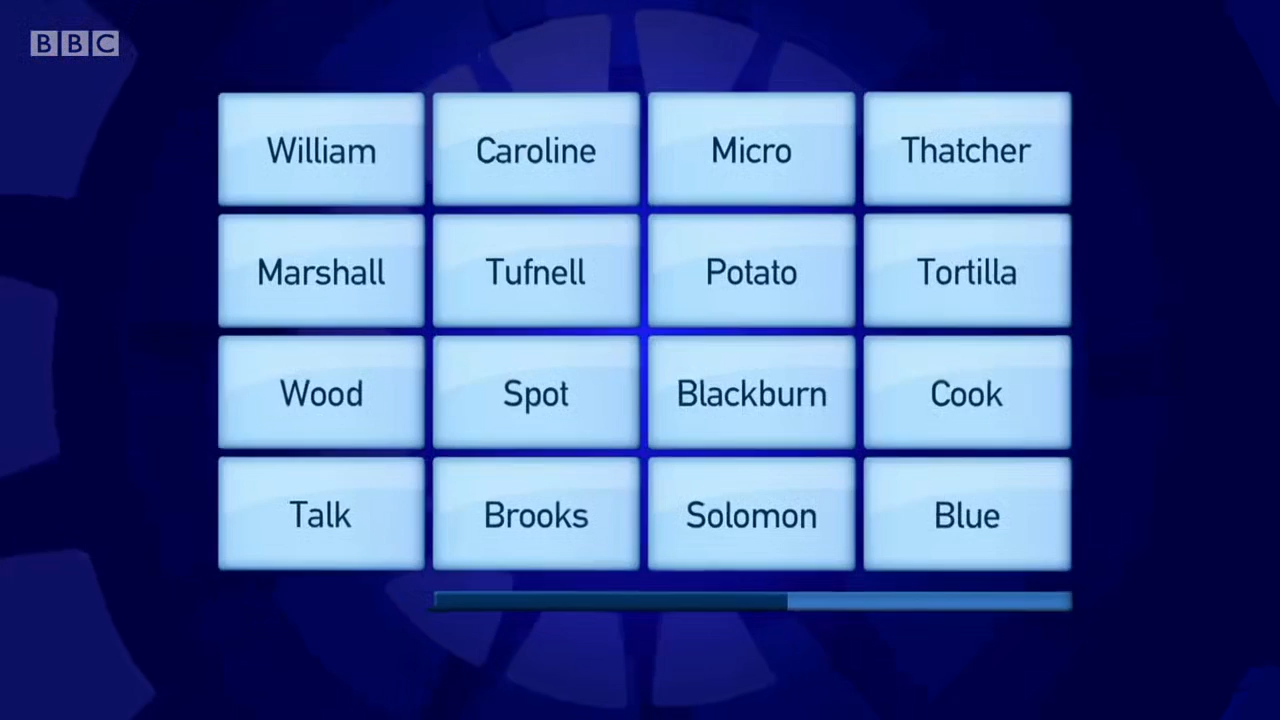 BBC
William Caroline Micro Thatcher
Marshall Tufnell Potato Tortilla
Wood Spot Blackburn Cook
Talk Brooks Solomon Blue